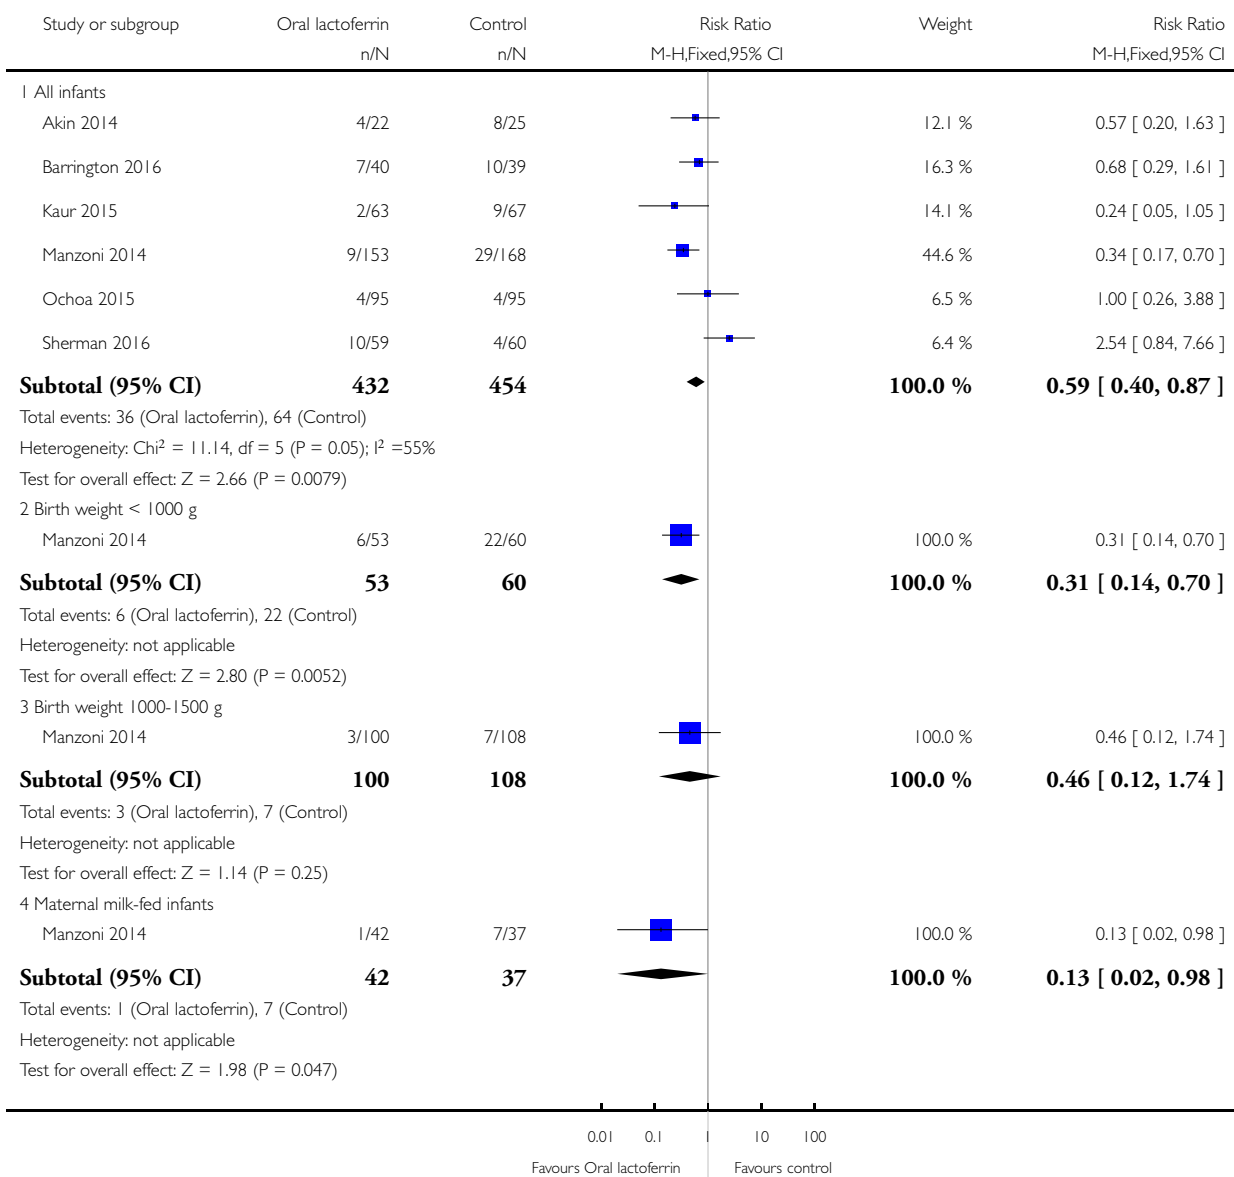 Study or subgroup Oral lactoferrin Control Risk Ratio Weight Risk Ratio
n/N n/N M-H,Fixed,95% CI M-H,Fixed,95% CI
1 All infants
Akin 2014 4/22 8/25 12.1 % 0.57 [ 0.20, 1.63 ]
Barrington 2016 7/40 10/39 16.3 % 0.68 [ 0.29, 1.61 ]
Kaur 2015 2/63 9/67 14.1 % 0.24 [ 0.05, 1.05 ]
Manzoni 2014 9/153 29/168 44.6 % 0.34 [ 0.17, 0.70 ]
Ochoa 2015 4/95 4/95 6.5 % 1.00 [ 0.26, 3.88 ]
Sherman 2016 10/59 4/60 6.4 % 2.54 [ 0.84, 7.66 ]
Subtotal (95% CI) 432 454 100.0 % 0.59 [ 0.40, 0.87 ]
Total events: 36 (Oral lactoferrin), 64 (Control)
Heterogeneity: Chi² = 11.14, df = 5 (P = 0.05); I² =55%
Test for overall effect: Z = 2.66 (P = 0.0079)
2 Birth weight < 1000 g
Manzoni 2014 6/53 22/60 100.0 % 0.31 [ 0.14, 0.70 ]
Subtotal (95% CI) 53 60 100.0 % 0.31 [ 0.14, 0.70 ]
Total events: 6 (Oral lactoferrin), 22 (Control)
Heterogeneity: not applicable
Test for overall effect: Z = 2.80 (P = 0.0052)
3 Birth weight 1000-1500 g
Manzoni 2014 3/100 7/108 100.0 % 0.46 [ 0.12, 1.74 ]
Subtotal (95% CI) 100 108 100.0 % 0.46 [ 0.12, 1.74 ]
Total events: 3 (Oral lactoferrin), 7 (Control)
Heterogeneity: not applicable
Test for overall effect: Z = 1.14 (P = 0.25)
4 Maternal milk-fed infants
Manzoni 2014 1/42 7/37 100.0 % 0.13 [ 0.02, 0.98 ]
Subtotal (95% CI) 42 37 100.0 % 0.13 [ 0.02, 0.98 ]
Total events: 1 (Oral lactoferrin), 7 (Control)
Heterogeneity: not applicable
Test for overall effect: Z = 1.98 (P = 0.047)
0.01 0.1 1 10 100
Favours Oral lactoferrin Favours control